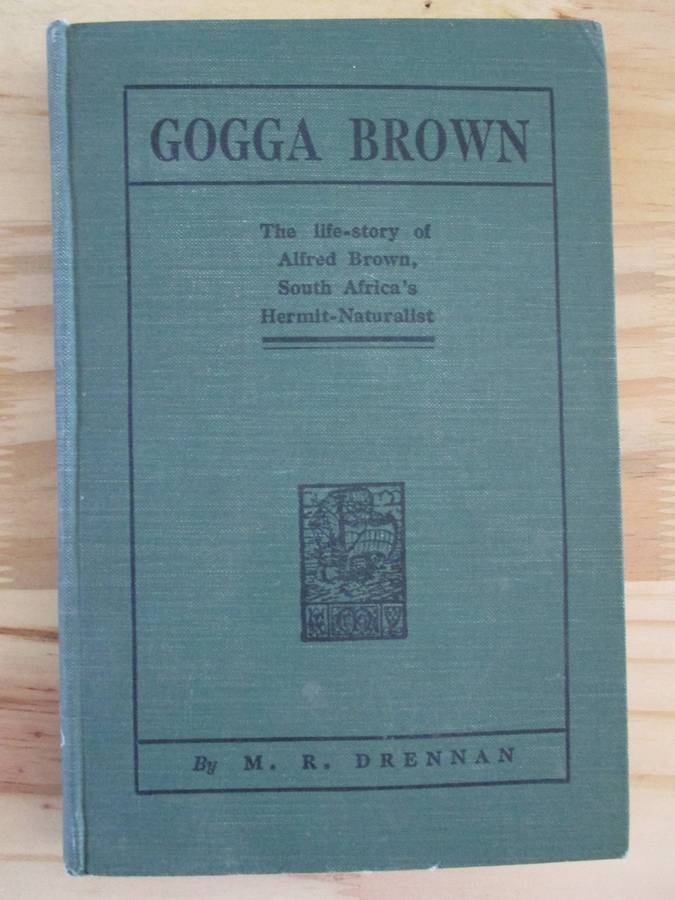 GOGGA BROWN
The life-story of
Alfred Brown,
South Africa's
Hermit-Naturalist
By M. R. DRENNAN